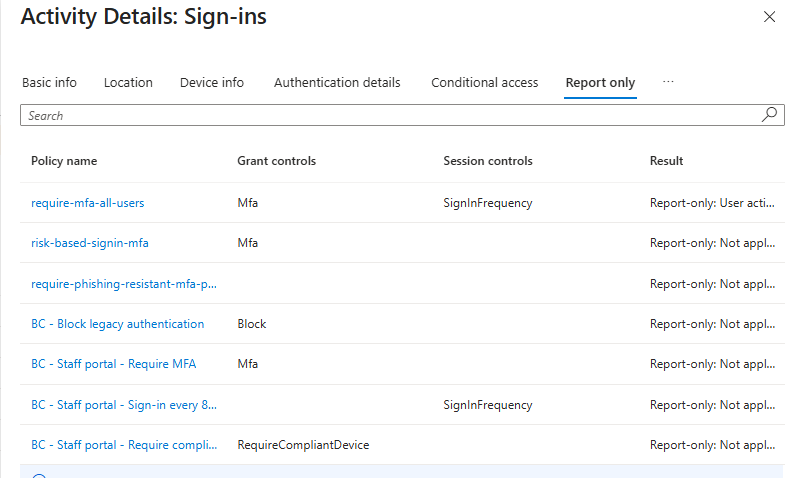 Activity Details: Sign-ins
Basic info Location Device info Authentication details Conditional access Report only ...
Search
Policy name Grant controls Session controls Result
require-mfa-all-users Mfa SignInFrequency Report-only: User acti...
risk-based-signin-mfa Mfa Report-only: Not appl...
require-phishing-resistant-mfa-p... Report-only: Not appl...
BC - Block legacy authentication Block Report-only: Not appl...
BC - Staff portal - Require MFA Mfa Report-only: Not appl...
BC - Staff portal - Sign-in every 8... SignInFrequency Report-only: Not appl...
BC - Staff portal - Require compli... RequireCompliantDevice Report-only: Not appl...